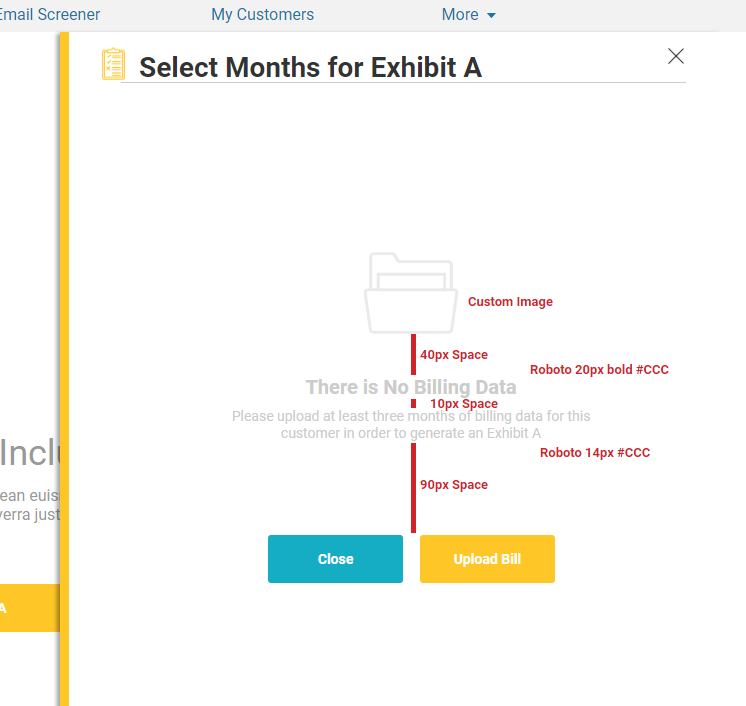 Email Screener
My Customers
More
Select Months for Exhibit A
Custom Image
40px Space
Roboto 20px bold #CCC
There is No Billing Data
10px Space
Please upload at least three months of billing data for this
customer in order to generate an Exhibit A
Roboto 14px #CCC
Inclu
ean euis
90px Space
verra just
Close
Upload Bill
A